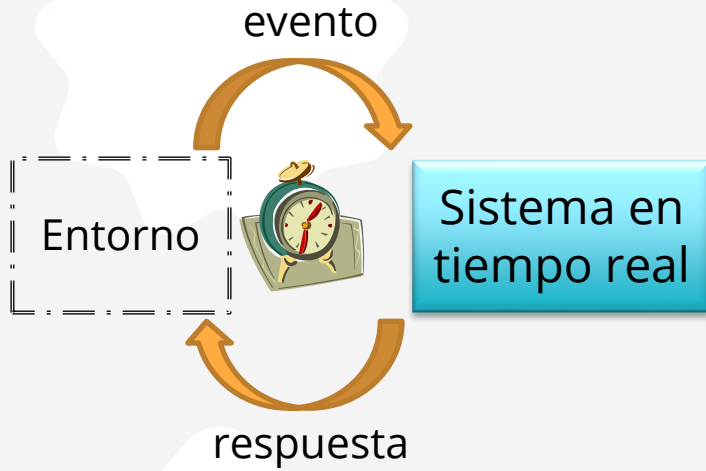 evento
Entorno
Sistema en
tiempo real
respuesta